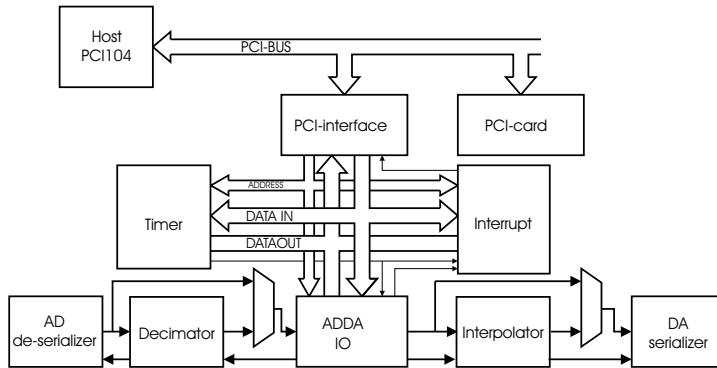 Host
PCI104
PCI-BUS
PCI-interface
PCI-card
Timer
ADDRESS
DATA IN
DATAOUT
Interrupt
AD
de-serializer
Decimator
ADDA
IO
Interpolator
DA
serializer